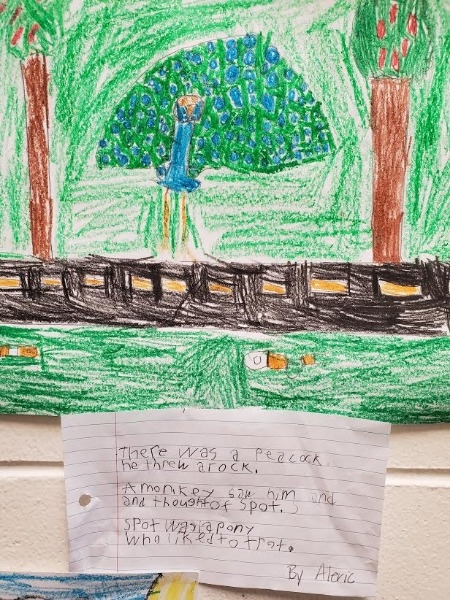 There was a Peacock
he threw a rock.
A monkey saw him and
and thought of Spot.
Spot was a pony
who liked to trot.
By Aloric